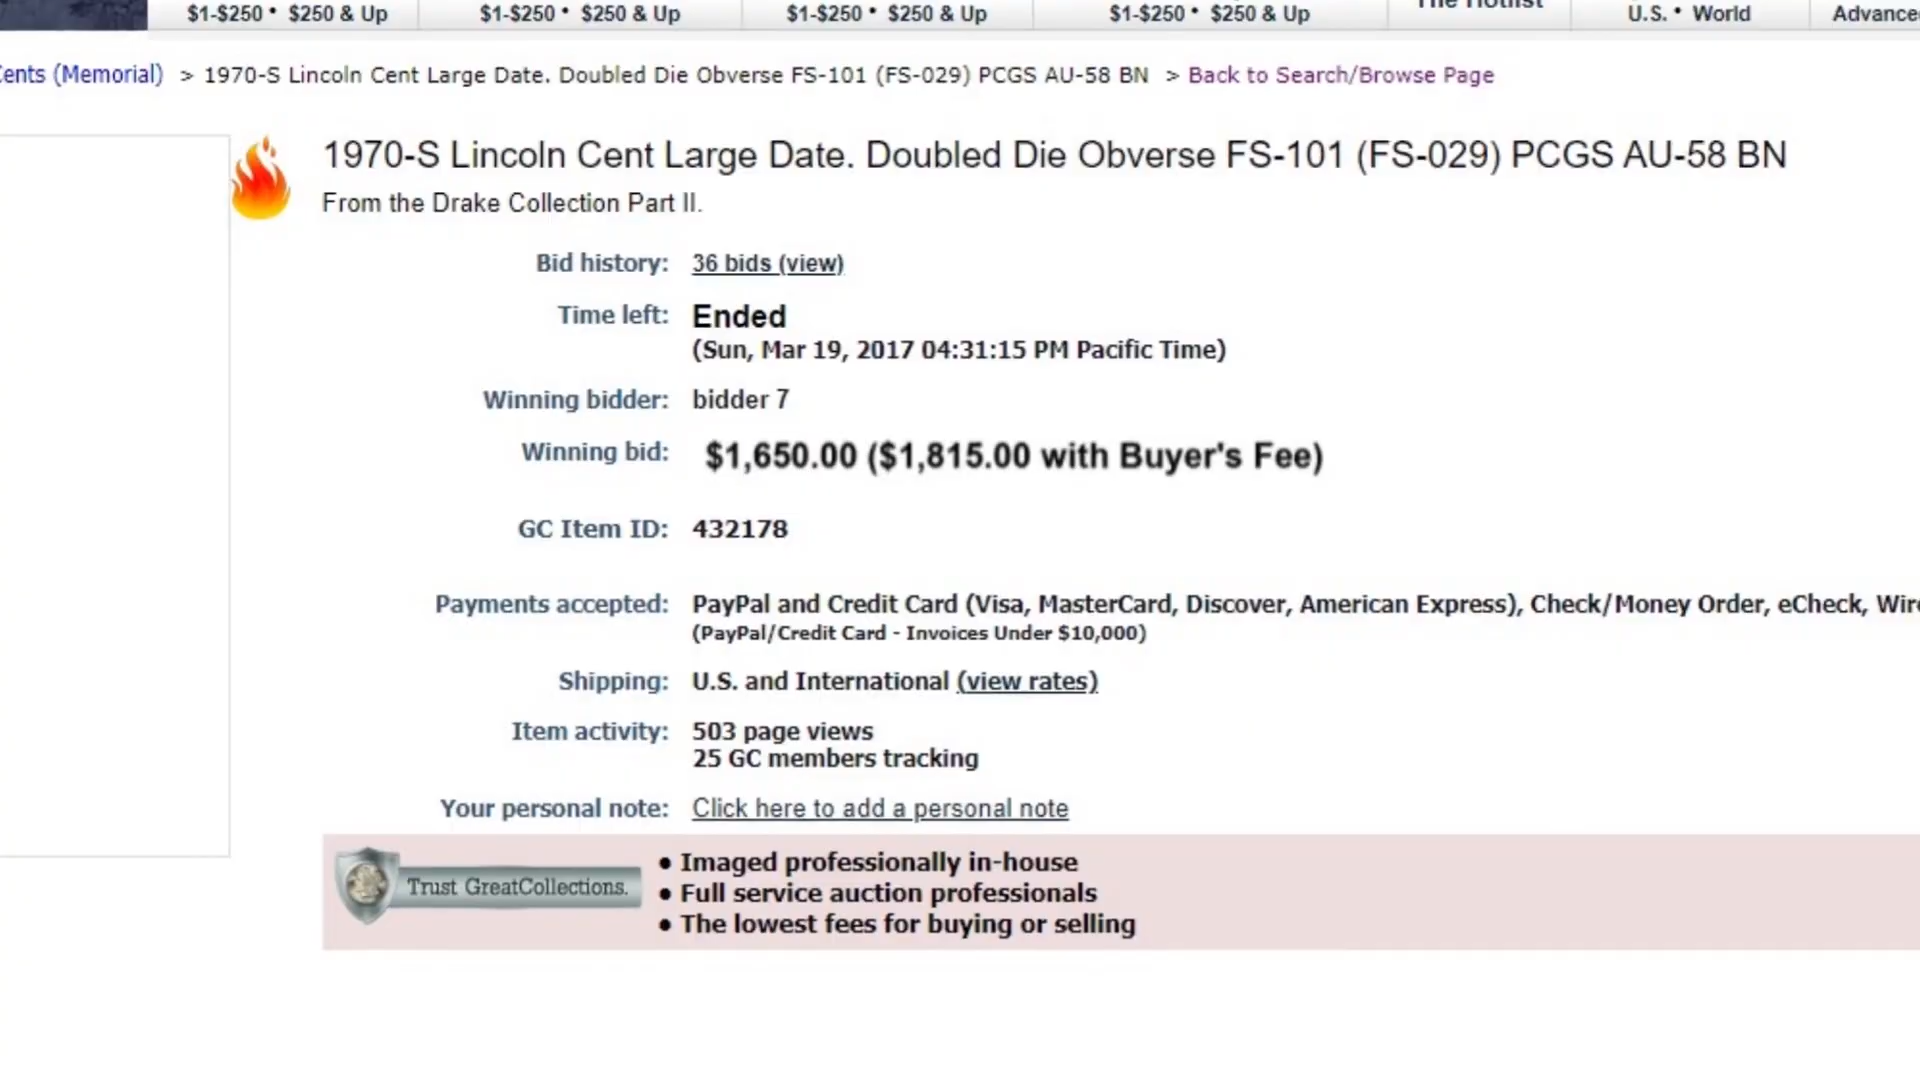 $1-$250 • $250 & Up $1-$250 • $250 & Up $1-$250 • $250 & Up $1-$250 • $250 & Up The Hotlist U.S. • World Advance
Cents (Memorial) > 1970-S Lincoln Cent Large Date. Doubled Die Obverse FS-101 (FS-029) PCGS AU-58 BN > Back to Search/Browse Page
1970-S Lincoln Cent Large Date. Doubled Die Obverse FS-101 (FS-029) PCGS AU-58 BN
From the Drake Collection Part II.
Bid history: 36 bids (view)
Time left: Ended
(Sun, Mar 19, 2017 04:31:15 PM Pacific Time)
Winning bidder: bidder 7
Winning bid: $1,650.00 ($1,815.00 with Buyer's Fee)
GC Item ID: 432178
Payments accepted: PayPal and Credit Card (Visa, MasterCard, Discover, American Express), Check/Money Order, eCheck, Wir
(PayPal/Credit Card - Invoices Under $10,000)
Shipping: U.S. and International (view rates)
Item activity: 503 page views
25 GC members tracking
Your personal note: Click here to add a personal note
Trust GreatCollections.
• Imaged professionally in-house
• Full service auction professionals
• The lowest fees for buying or selling